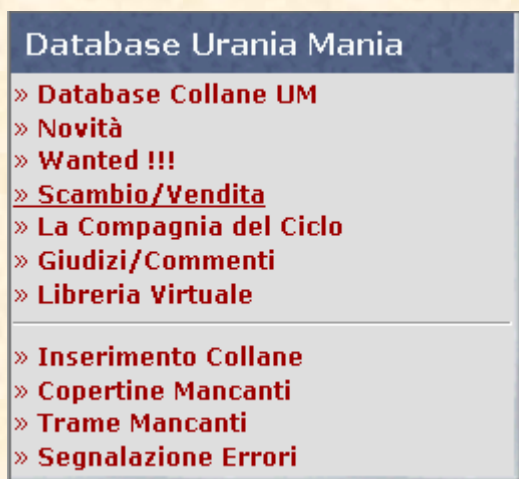 Database Urania Mania
» Database Collane UM
» Novità
» Wanted !!!
» Scambio/Vendita
» La Compagnia del Ciclo
» Giudizi/Commenti
» Libreria Virtuale
» Inserimento Collane
» Copertine Mancanti
» Trame Mancanti
» Segnalazione Errori